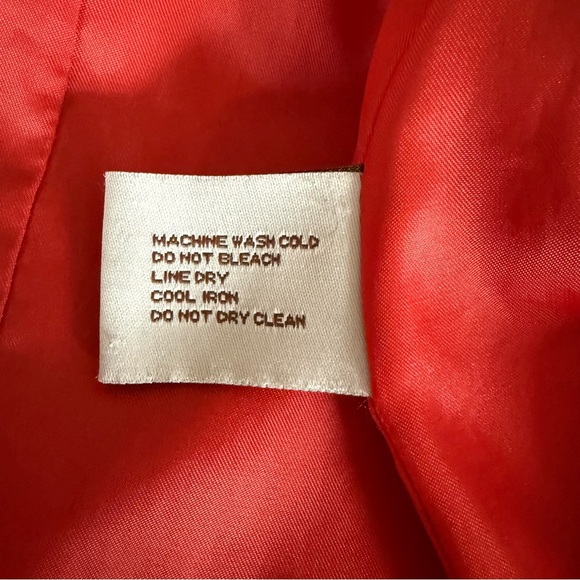 MACHINE WASH COLD
DO NOT BLEACH
LINE DRY
COOL IRON
DO NOT DRY CLEAN